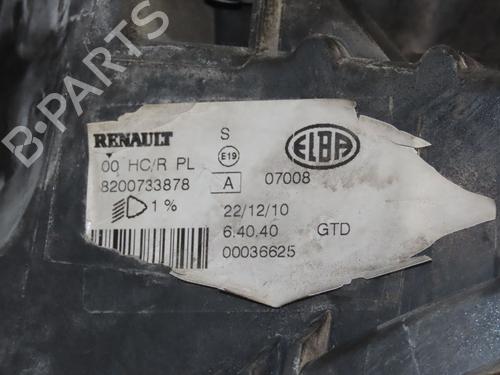 B-PARTS
RENAULT S ELBA
00 HC/R PL E19
8200733878 A 07008
1% 22/12/10
6.40.40 GTD
00036625